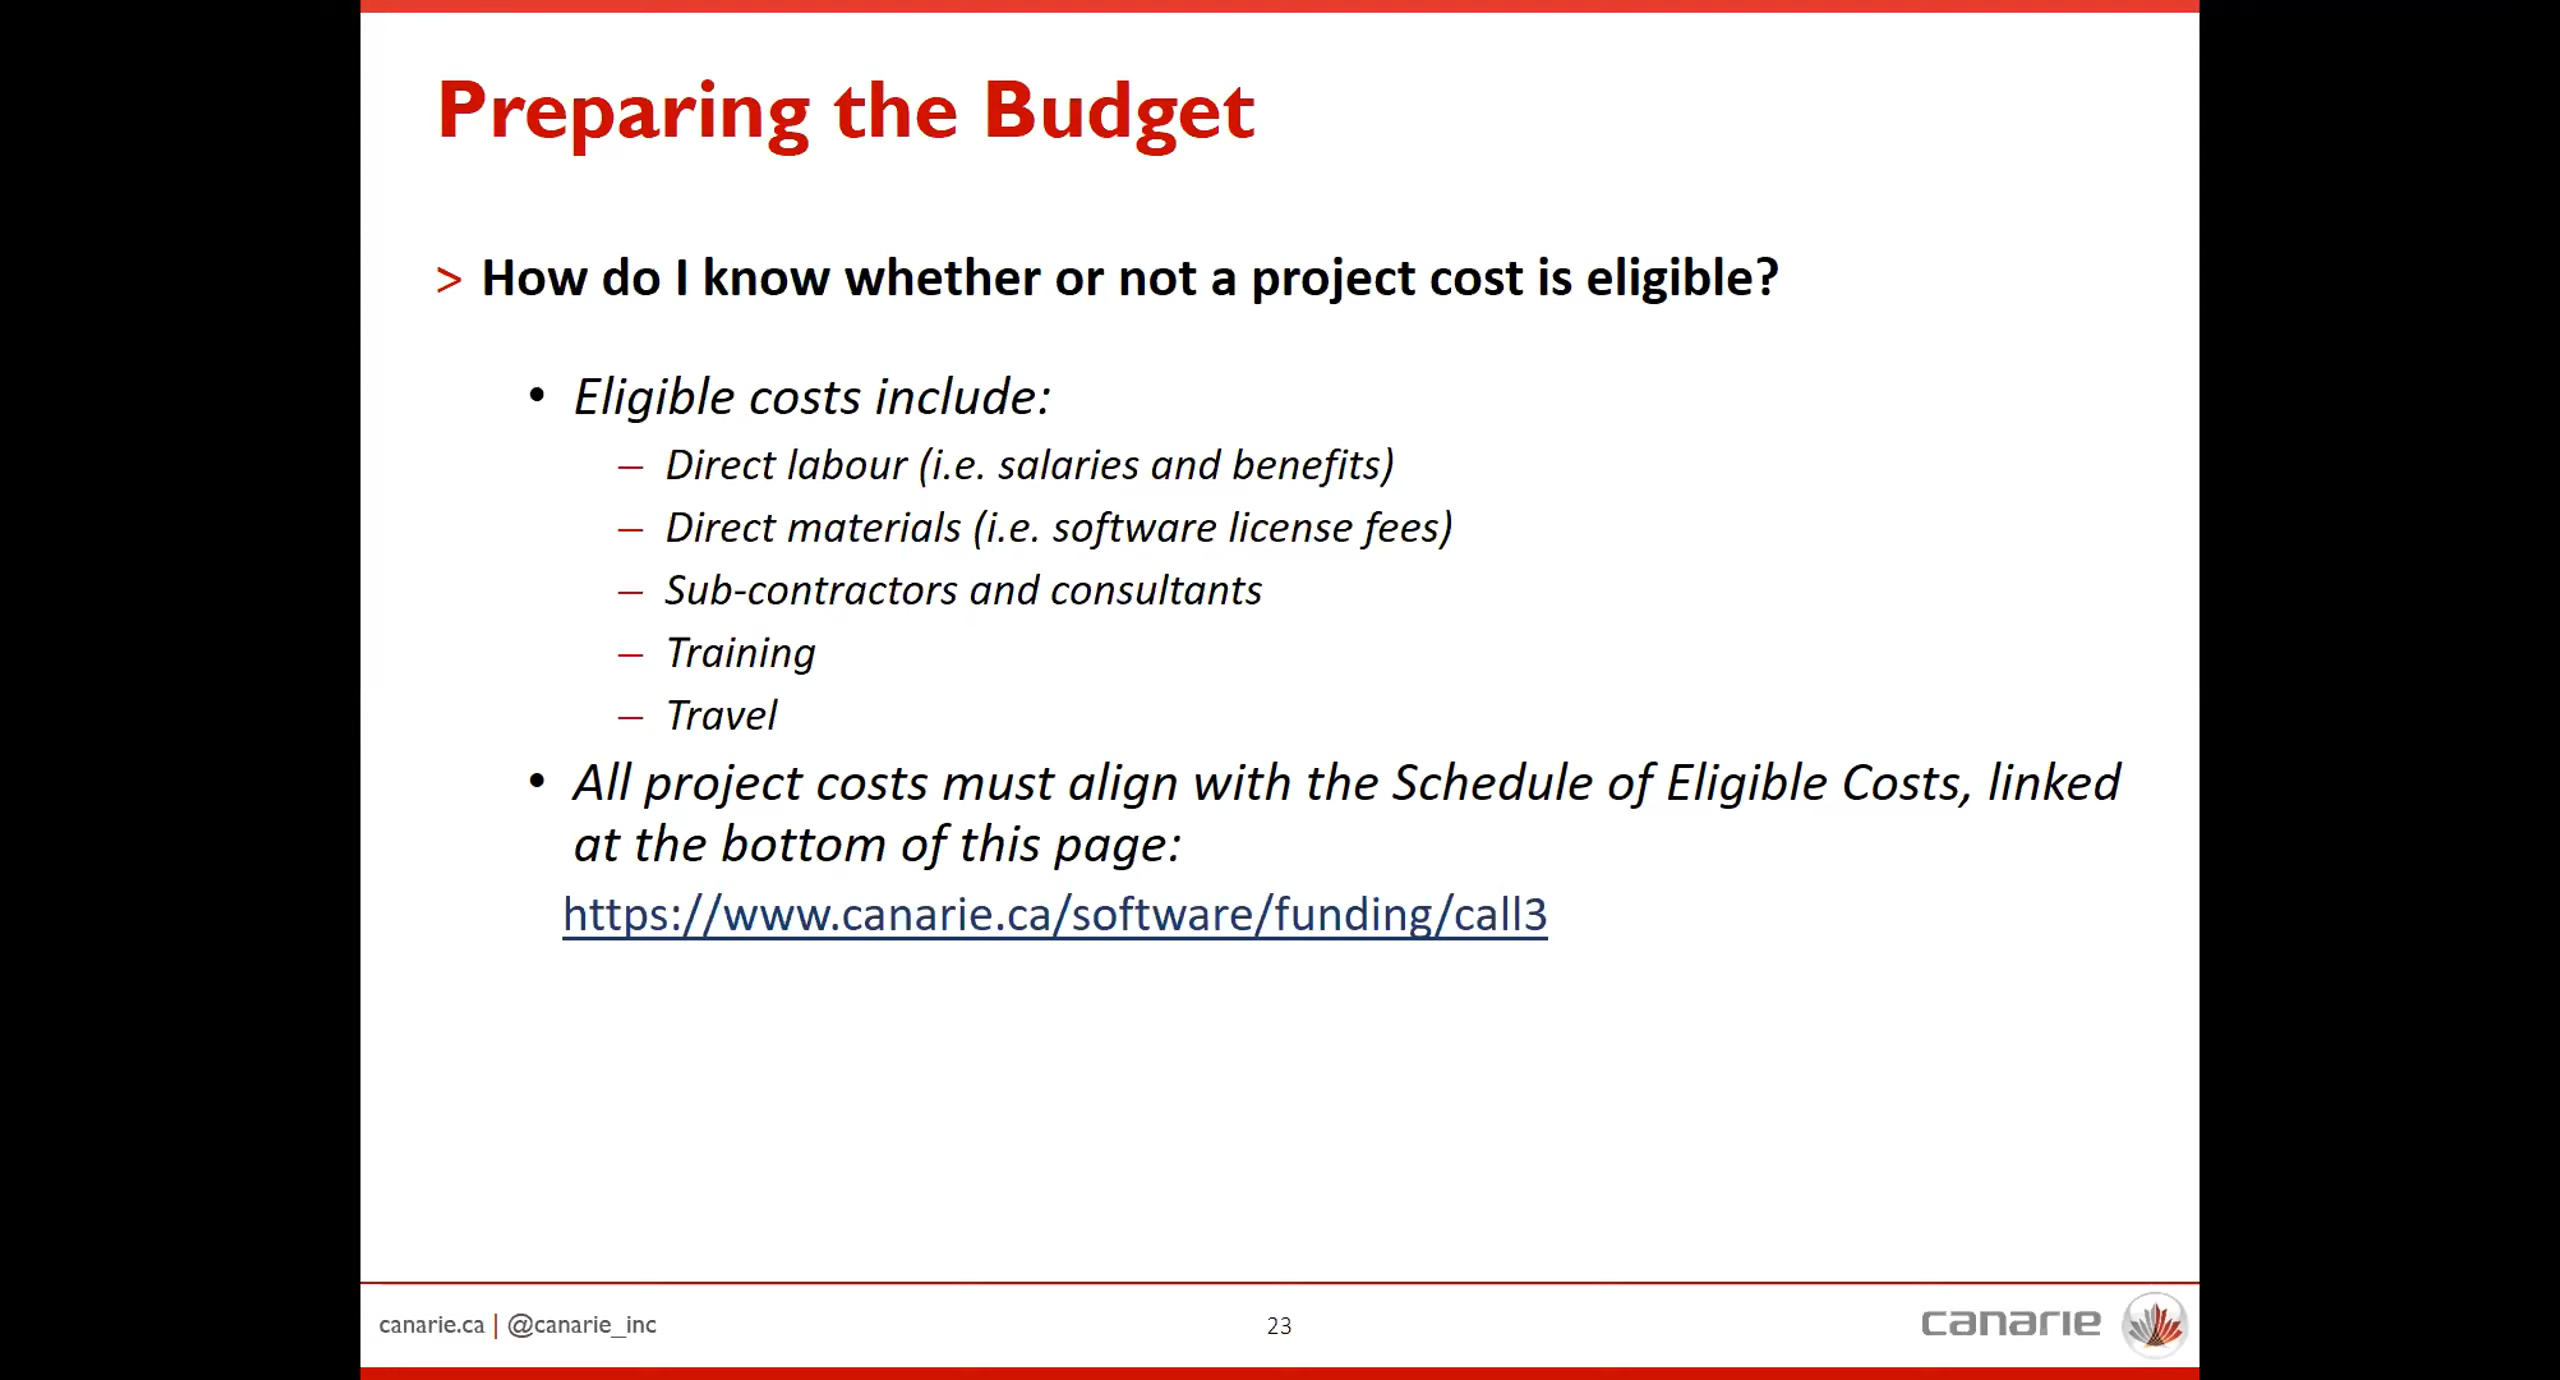 Preparing the Budget
> How do I know whether or not a project cost is eligible?
• Eligible costs include:
– Direct labour (i.e. salaries and benefits)
– Direct materials (i.e. software license fees)
– Sub-contractors and consultants
– Training
– Travel
• All project costs must align with the Schedule of Eligible Costs, linked
at the bottom of this page:
https://www.canarie.ca/software/funding/call3
canarie.ca | @canarie_inc
23
canarie